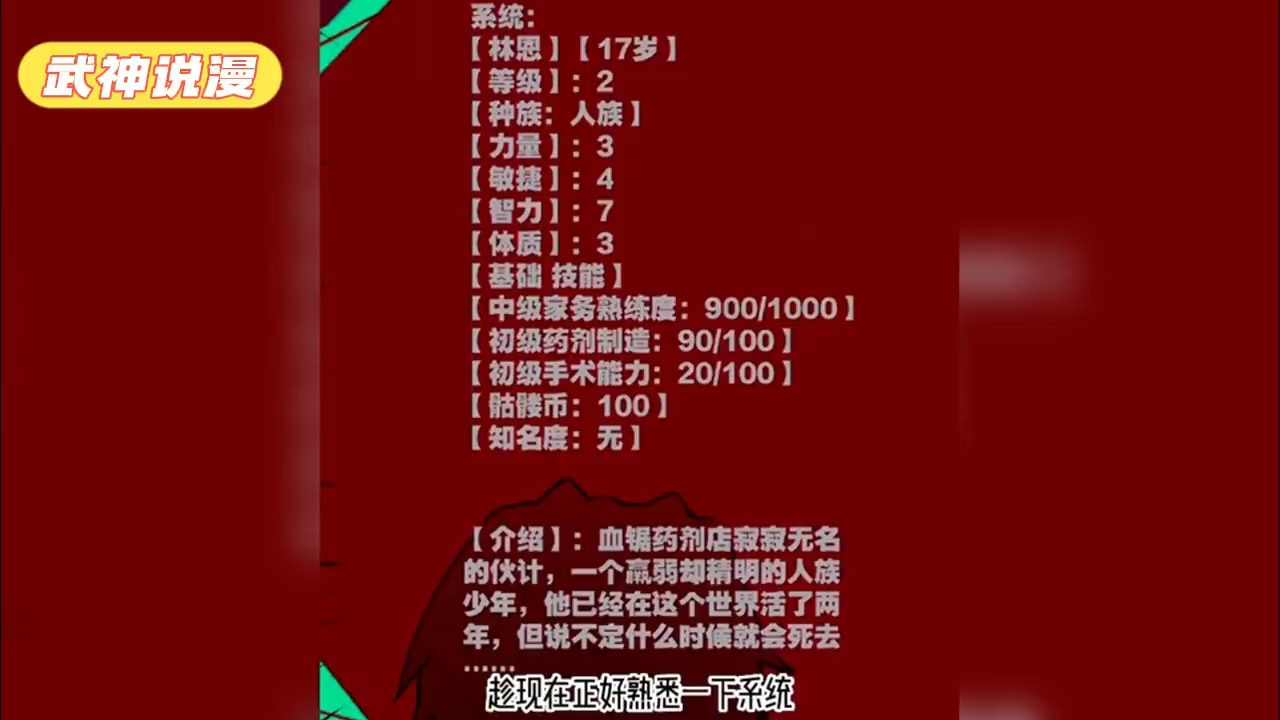 武神说漫
系统：
【林恩】【17岁】
【等级】：2
【种族：人族】
【力量】：3
【敏捷】：4
【智力】：7
【体质】：3
【基础 技能】
【中级家务熟练度：900/1000】
【初级药剂制造：90/100】
【初级手术能力：20/100】
【骷髅币：100】
【知名度：无】
【介绍】：血锯药剂店寂寂无名
的伙计，一个羸弱却精明的人族
少年，他已经在这个世界活了两
年，但说不定什么时候就会死去
......
趁现在正好熟悉一下系统